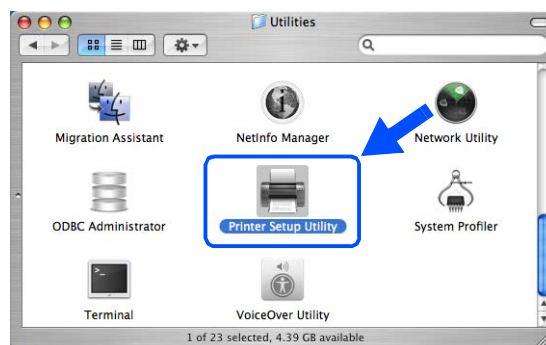 Utilities
Migration Assistant
NetInfo Manager
Network Utility
ODBC Administrator
Printer Setup Utility
System Profiler
Terminal
VoiceOver Utility
1 of 23 selected, 4.39 GB available